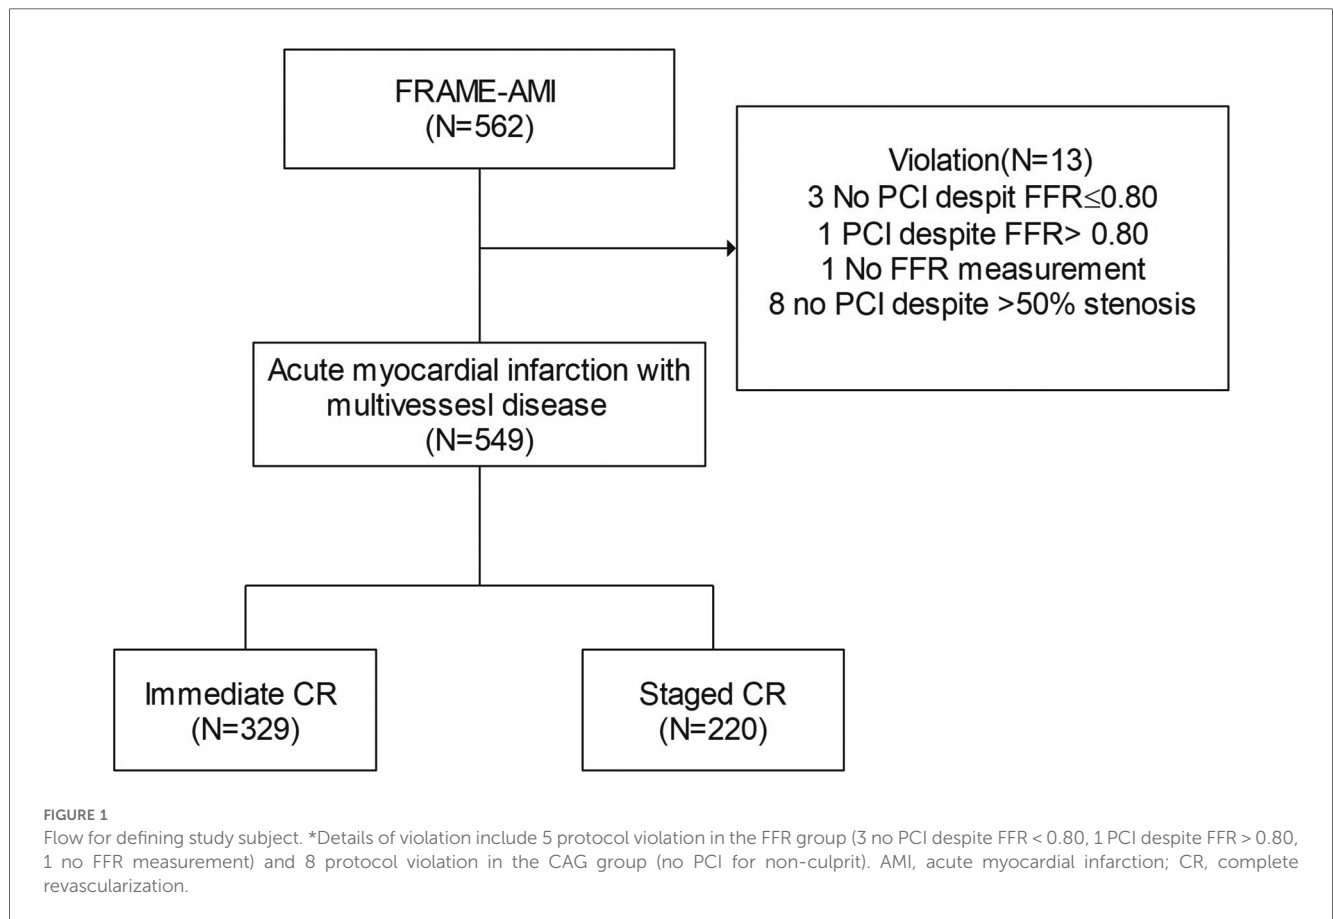 FRAME-AMI
(N=562)
Violation(N=13)
3 No PCI despit FFR≤0.80
1 PCI despite FFR> 0.80
1 No FFR measurement
8 no PCI despite >50% stenosis
Acute myocardial infarction with
multivessesl disease
(N=549)
Immediate CR
(N=329)
Staged CR
(N=220)
FIGURE 1
Flow for defining study subject. *Details of violation include 5 protocol violation in the FFR group (3 no PCI despite FFR < 0.80, 1 PCI despite FFR > 0.80,
1 no FFR measurement) and 8 protocol violation in the CAG group (no PCI for non-culprit). AMI, acute myocardial infarction; CR, complete
revascularization.